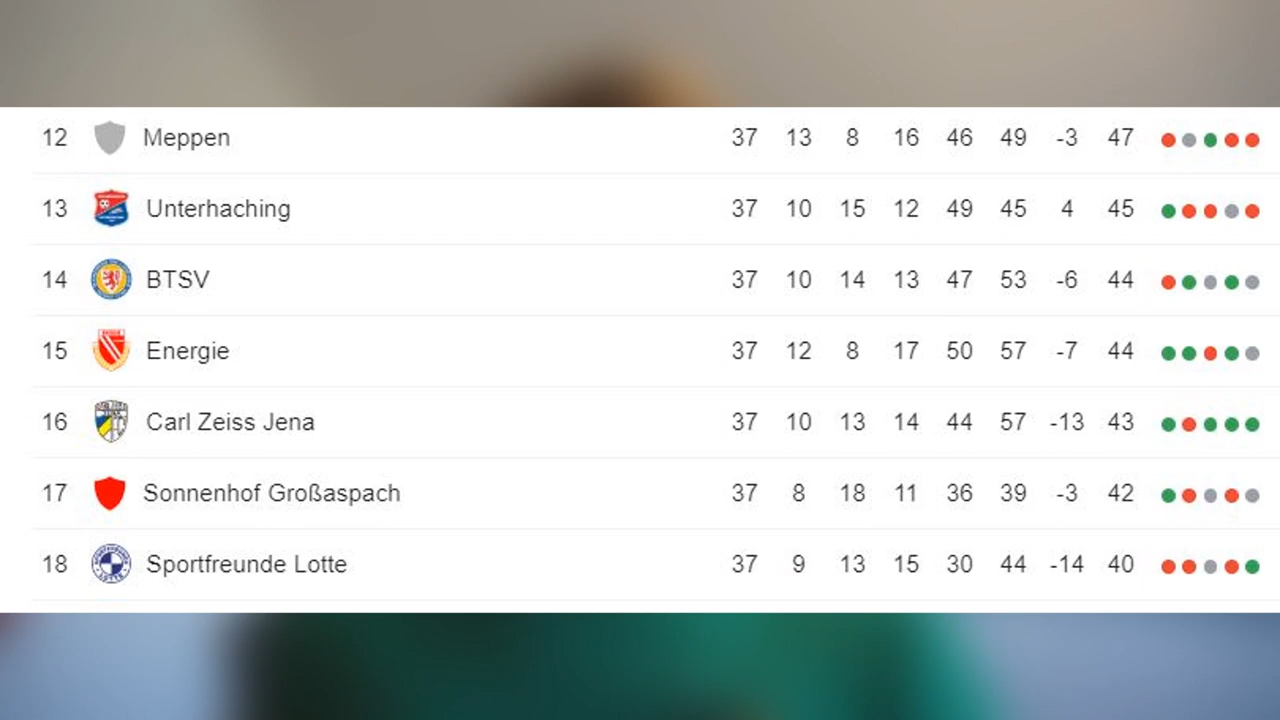 12 Meppen 37 13 8 16 46 49 -3 47
13 Unterhaching 37 10 15 12 49 45 4 45
14 BTSV 37 10 14 13 47 53 -6 44
15 Energie 37 12 8 17 50 57 -7 44
16 Carl Zeiss Jena 37 10 13 14 44 57 -13 43
17 Sonnenhof Großaspach 37 8 18 11 36 39 -3 42
18 Sportfreunde Lotte 37 9 13 15 30 44 -14 40